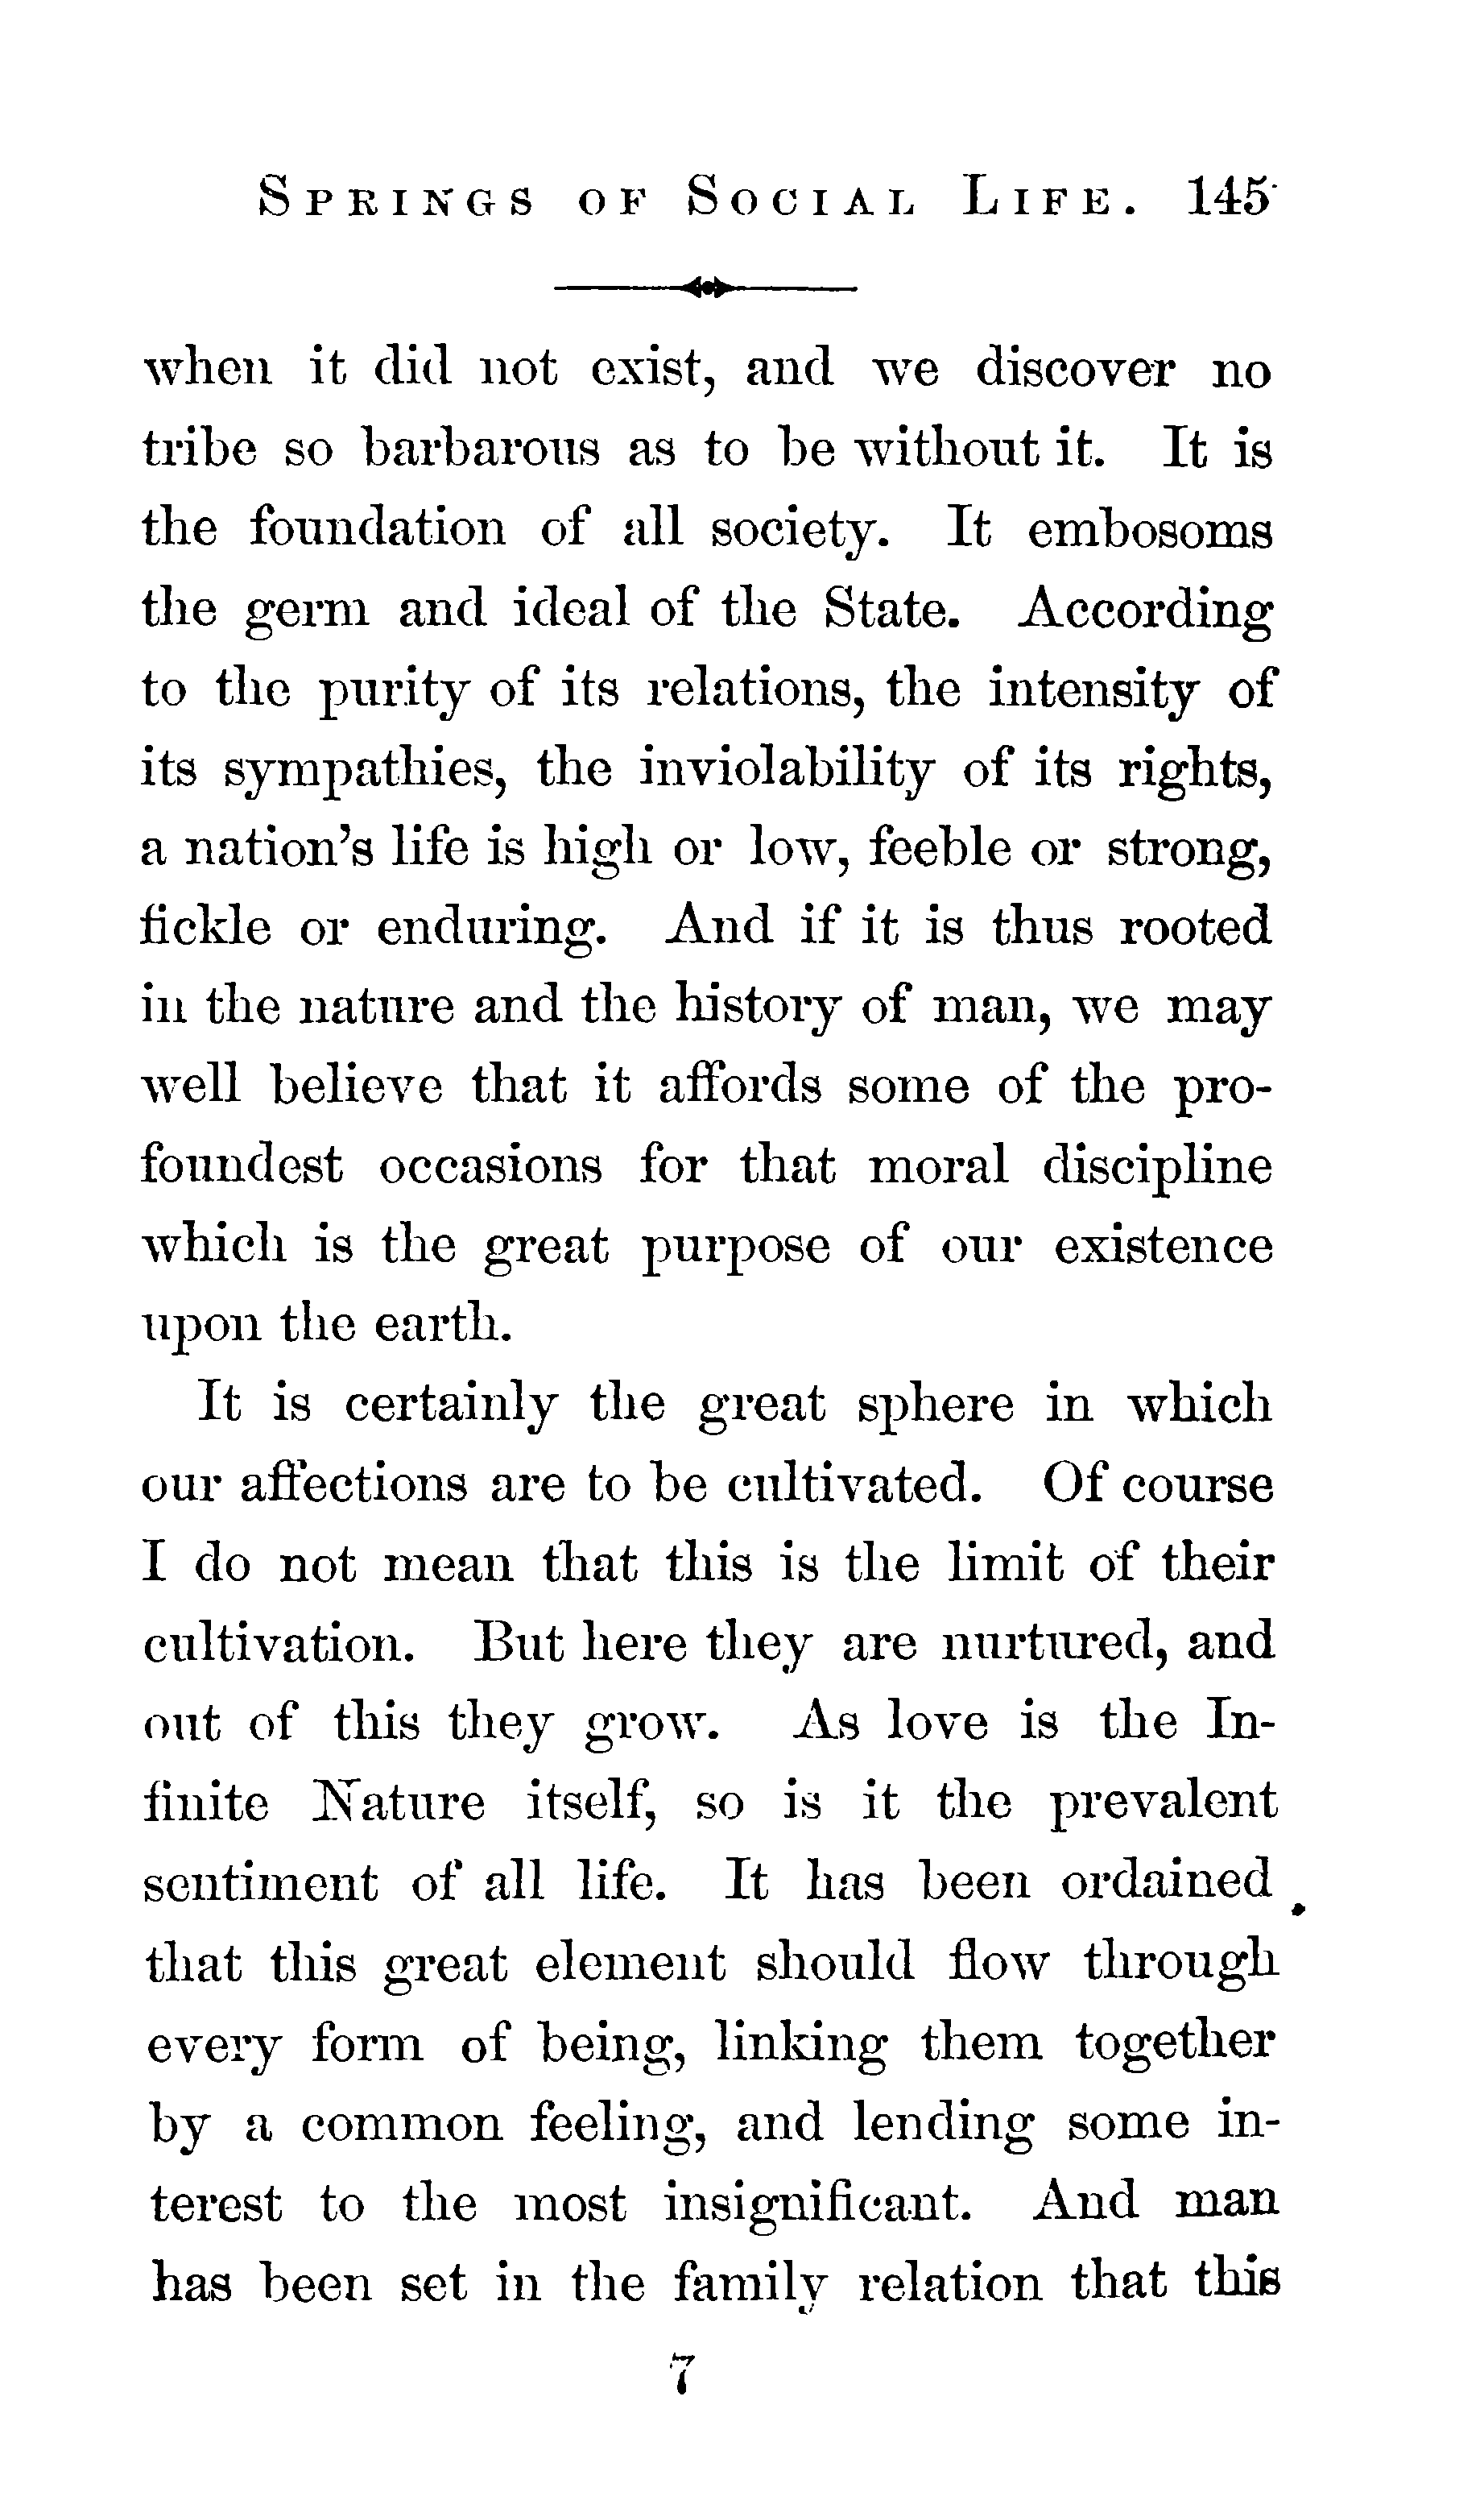 SPRINGS OF SOCIAL LIFE. 145
when it did not exist, and we discover no
tribe so barbarous as to be without it. It is
the foundation of all society. It embosoms
the germ and ideal of the State. According
to the purity of its relations, the intensity of
its sympathies, the inviolability of its rights,
a nation's life is high or low, feeble or strong,
fickle or enduring. And if it is thus rooted
in the nature and the history of man, we may
well believe that it affords some of the pro-
foundest occasions for that moral discipline
which is the great purpose of our existence
upon the earth.
It is certainly the great sphere in which
our affections are to be cultivated. Of course
I do not mean that this is the limit of their
cultivation. But here they are nurtured, and
out of this they grow. As love is the In-
finite Nature itself, so is it the prevalent
sentiment of all life. It has been ordained
that this great element should flow through
every form of being, linking them together
by a common feeling, and lending some in-
terest to the most insignificant. And man
has been set in the family relation that this
7